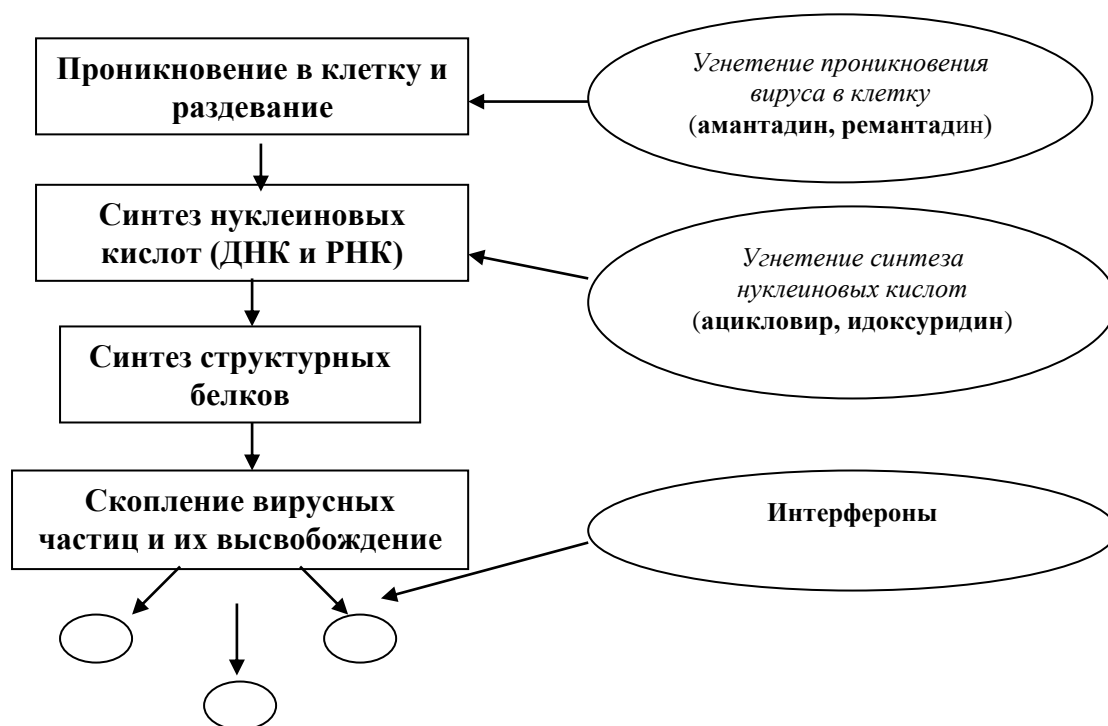 Проникновение в клетку и
раздевание
Угнетение проникновения
вируса в клетку
(амантадин, ремантадин)
Синтез нуклеиновых
кислот (ДНК и РНК)
Угнетение синтеза
нуклеиновых кислот
(ацикловир, идоксуридин)
Синтез структурных
белков
Скопление вирусных
частиц и их высвобождение
Интерфероны